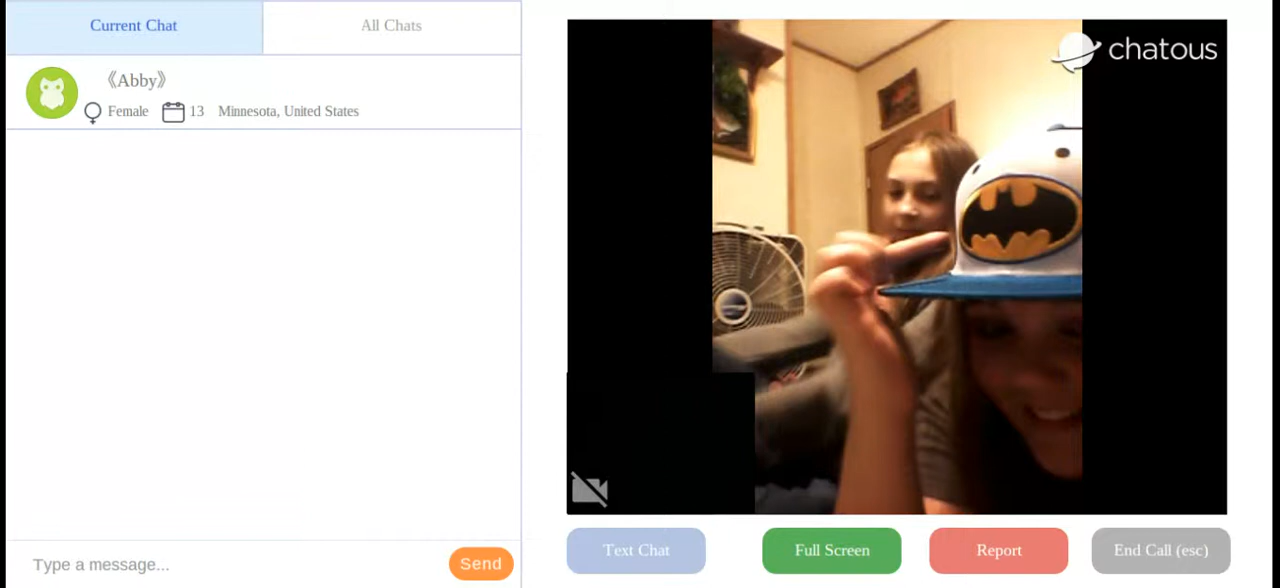 Current Chat
All Chats
《Abby》
Female
13
Minnesota, United States
chatous
Type a message...
Send
Text Chat
Full Screen
Report
End Call (esc)